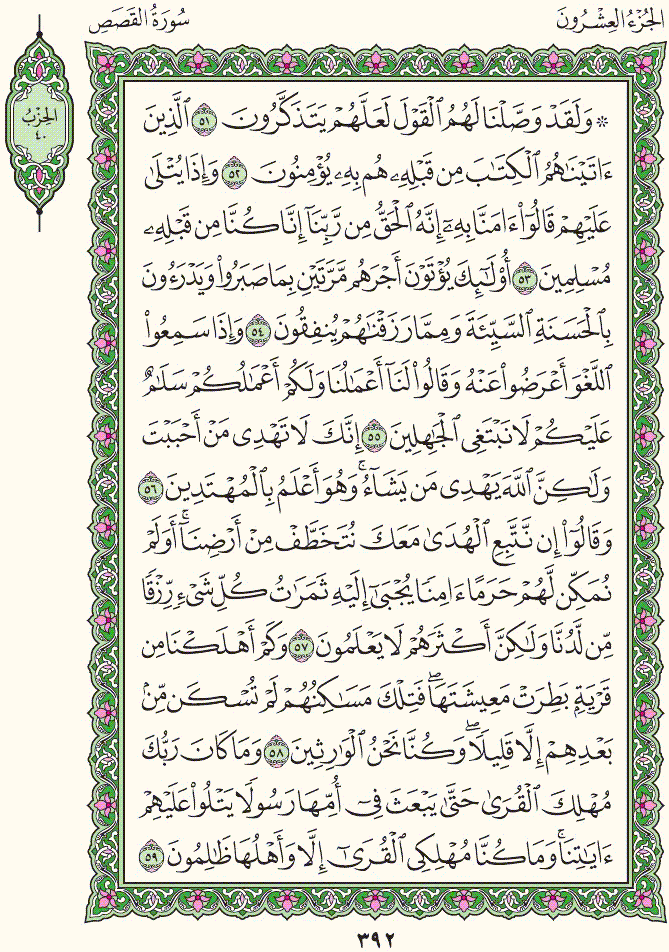 الجُزْءُ العِشْرُونَ
سُورَةُ القَصَصِ
الحِزْبُ
٤٠
۞ وَلَقَدْ وَصَّلْنَا لَهُمُ ٱلْقَوْلَ لَعَلَّهُمْ يَتَذَكَّرُونَ ٥١ ٱلَّذِينَ
ءَاتَيْنَٰهُمُ ٱلْكِتَٰبَ مِن قَبْلِهِۦ هُم بِهِۦ يُؤْمِنُونَ ٥٢ وَإِذَا يُتْلَىٰ
عَلَيْهِمْ قَالُوٓا۟ ءَامَنَّا بِهِۦٓ إِنَّهُ ٱلْحَقُّ مِن رَّبِّنَآ إِنَّا كُنَّا مِن قَبْلِهِۦ
مُسْلِمِينَ ٥٣ أُو۟لَٰٓئِكَ يُؤْتَوْنَ أَجْرَهُم مَّرَّتَيْنِ بِمَا صَبَرُوا۟ وَيَدْرَءُونَ
بِٱلْحَسَنَةِ ٱلسَّيِّئَةَ وَمِمَّا رَزَقْنَٰهُمْ يُنفِقُونَ ٥٤ وَإِذَا سَمِعُوا۟
ٱللَّغْوَ أَعْرَضُوا۟ عَنْهُ وَقَالُوا۟ لَنَآ أَعْمَٰلُنَا وَلَكُمْ أَعْمَٰلُكُمْ سَلَٰمٌ
عَلَيْكُمْ لَا نَبْتَغِى ٱلْجَٰهِلِينَ ٥٥ إِنَّكَ لَا تَهْدِى مَنْ أَحْبَبْتَ
وَلَٰكِنَّ ٱللَّهَ يَهْدِى مَن يَشَآءُ ۚ وَهُوَ أَعْلَمُ بِٱلْمُهْتَدِينَ ٥٦
وَقَالُوٓا۟ إِن نَّتَّبِعِ ٱلْهُدَىٰ مَعَكَ نُتَخَطَّفْ مِنْ أَرْضِنَآ ۚ أَوَلَمْ
نُمَكِّن لَّهُمْ حَرَمًا ءَامِنًا يُجْبَىٰٓ إِلَيْهِ ثَمَرَٰتُ كُلِّ شَىْءٍ رِّزْقًا
مِّن لَّدُنَّا وَلَٰكِنَّ أَكْثَرَهُمْ لَا يَعْلَمُونَ ٥٧ وَكَمْ أَهْلَكْنَا مِن
قَرْيَةٍۭ بَطِرَتْ مَعِيشَتَهَا ۖ فَتِلْكَ مَسَٰكِنُهُمْ لَمْ تُسْكَن مِّنۢ
بَعْدِهِمْ إِلَّا قَلِيلًا ۖ وَكُنَّا نَحْنُ ٱلْوَٰرِثِينَ ٥٨ وَمَا كَانَ رَبُّكَ
مُهْلِكَ ٱلْقُرَىٰ حَتَّىٰ يَبْعَثَ فِىٓ أُمِّهَا رَسُولًا يَتْلُوا۟ عَلَيْهِمْ
ءَايَٰتِنَا ۚ وَمَا كُنَّا مُهْلِكِى ٱلْقُرَىٰٓ إِلَّا وَأَهْلُهَا ظَٰلِمُونَ ٥٩
٣٩٢